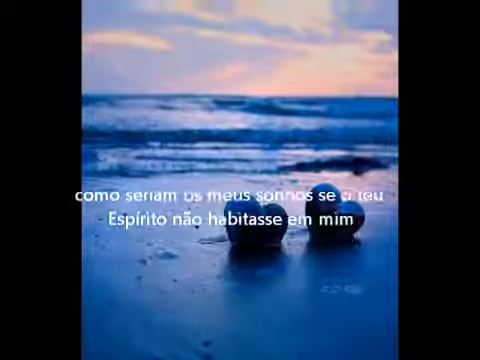 como seriam os meus sonhos se o teu
Espírito não habitasse em mim